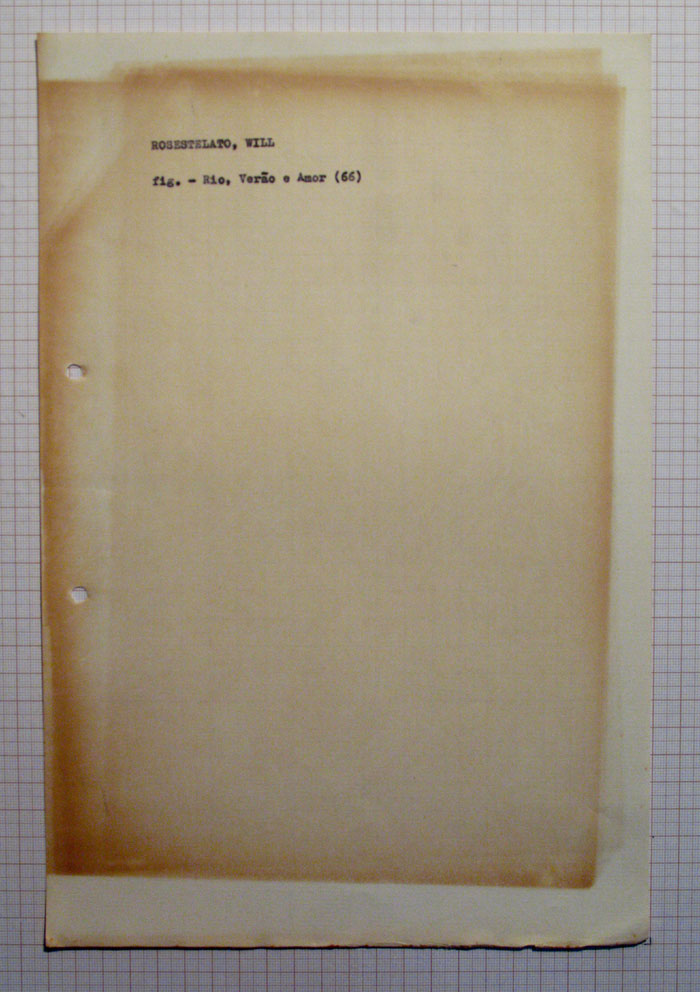 ROSESTELATO, WILL
fig. - Rio, Verão e Amor (66)